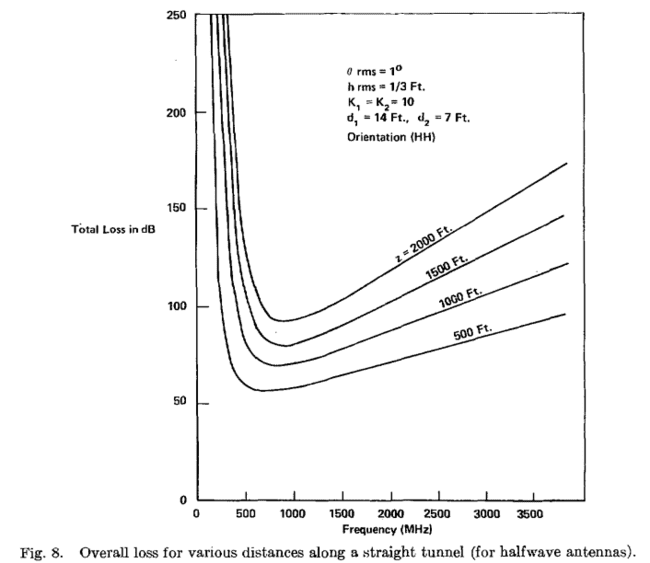 250
200
150
100
50
0
Total Loss in dB
θ rms = 1°
h rms = 1/3 Ft.
K₁ = K₂ = 10
d₁ = 14 Ft., d₂ = 7 Ft.
Orientation (HH)
z = 2000 Ft.
1500 Ft.
1000 Ft.
500 Ft.
0 500 1000 1500 2000 2500 3000 3500
Frequency (MHz)
Fig. 8. Overall loss for various distances along a straight tunnel (for halfwave antennas).